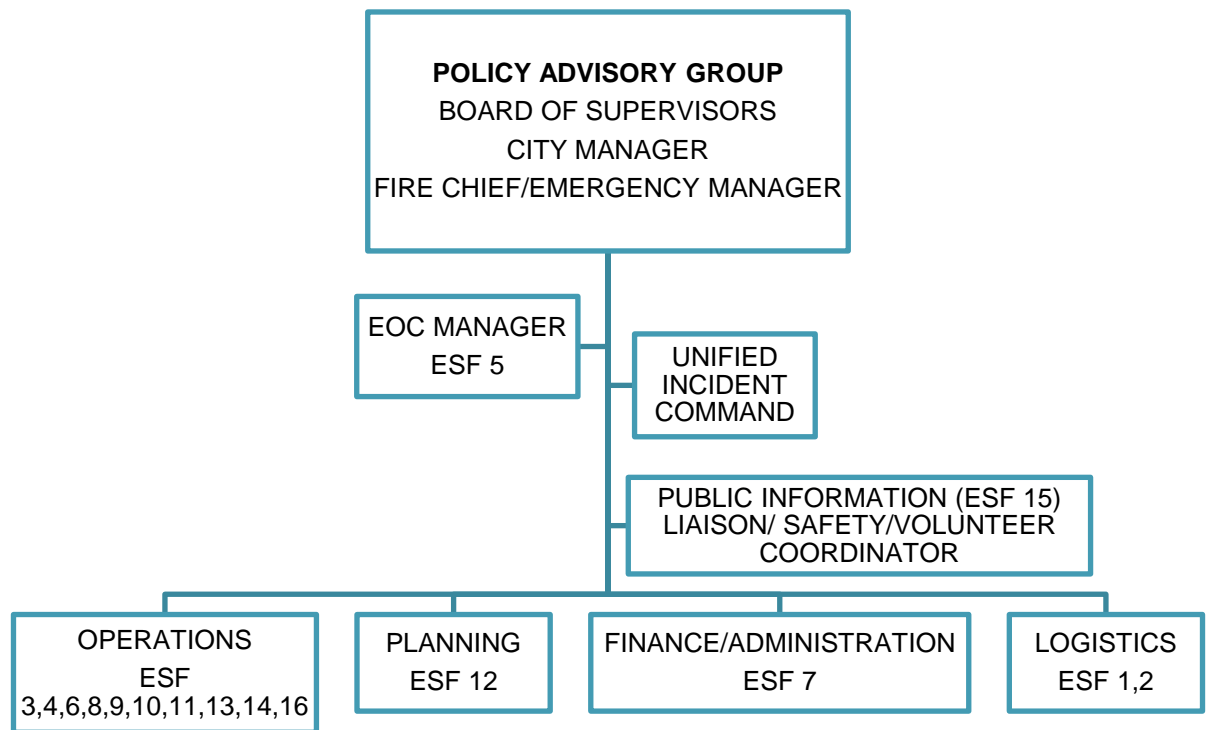 POLICY ADVISORY GROUP
BOARD OF SUPERVISORS
CITY MANAGER
FIRE CHIEF/EMERGENCY MANAGER
EOC MANAGER
ESF 5
UNIFIED
INCIDENT
COMMAND
PUBLIC INFORMATION (ESF 15)
LIAISON/ SAFETY/VOLUNTEER
COORDINATOR
OPERATIONS
ESF
3,4,6,8,9,10,11,13,14,16
PLANNING
ESF 12
FINANCE/ADMINISTRATION
ESF 7
LOGISTICS
ESF 1,2